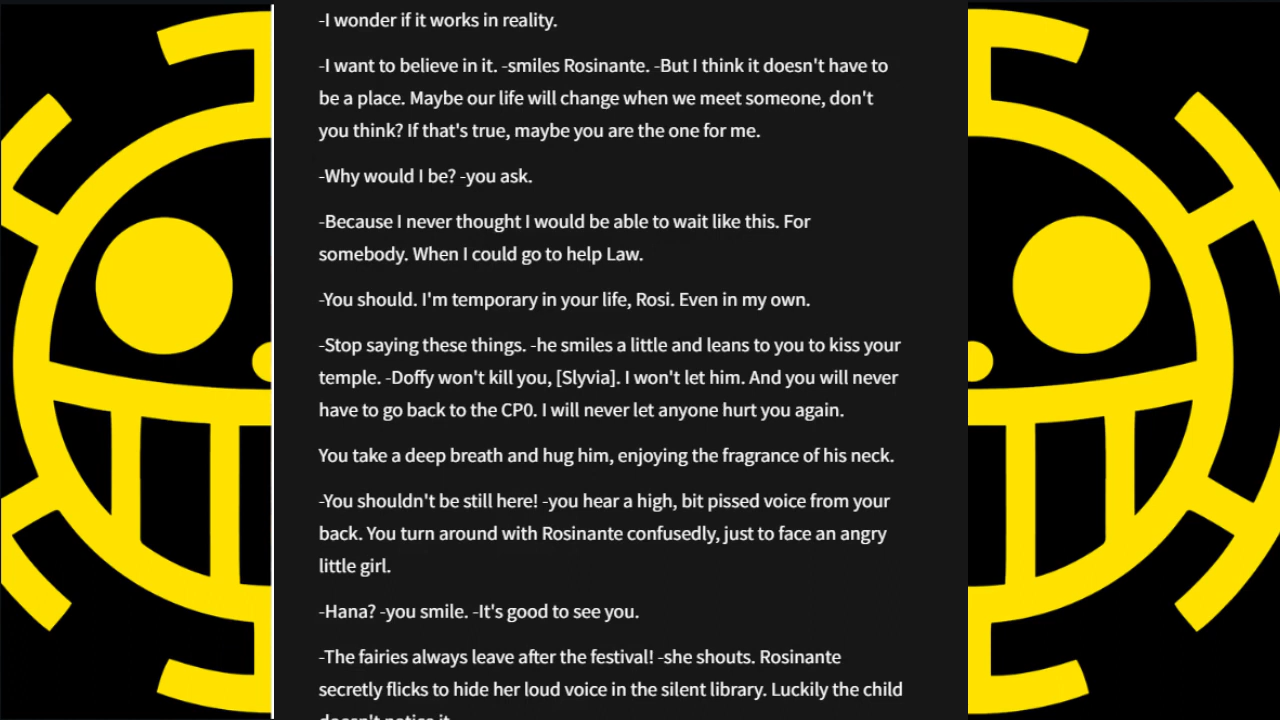 -I wonder if it works in reality.
-I want to believe in it. -smiles Rosinante. -But I think it doesn't have to
be a place. Maybe our life will change when we meet someone, don't
you think? If that's true, maybe you are the one for me.
-Why would I be? -you ask.
-Because I never thought I would be able to wait like this. For
somebody. When I could go to help Law.
-You should. I'm temporary in your life, Rosi. Even in my own.
-Stop saying these things. -he smiles a little and leans to you to kiss your
temple. -Doffy won't kill you, [Slyvia]. I won't let him. And you will never
have to go back to the CP0. I will never let anyone hurt you again.
You take a deep breath and hug him, enjoying the fragrance of his neck.
-You shouldn't be still here! -you hear a high, bit pissed voice from your
back. You turn around with Rosinante confusedly, just to face an angry
little girl.
-Hana? -you smile. -It's good to see you.
-The fairies always leave after the festival! -she shouts. Rosinante
secretly flicks to hide her loud voice in the silent library. Luckily the child
doesn't notice it.